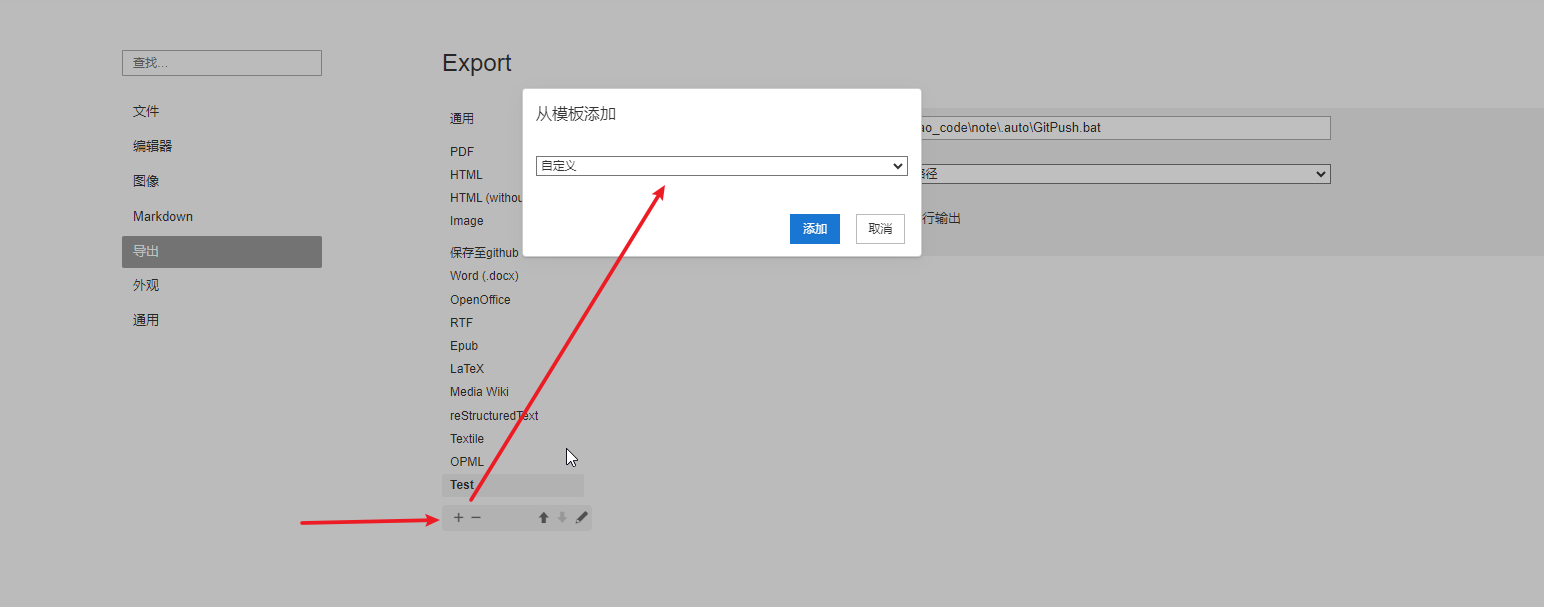 查找...
文件
编辑器
图像
Markdown
导出
外观
通用
Export
通用
PDF
HTML
HTML (withou
Image
保存至github
Word (.docx)
OpenOffice
RTF
Epub
LaTeX
Media Wiki
reStructuredText
Textile
OPML
Test
从模板添加
自定义
添加
取消
ao_code\note\.auto\GitPush.bat
路径
行输出